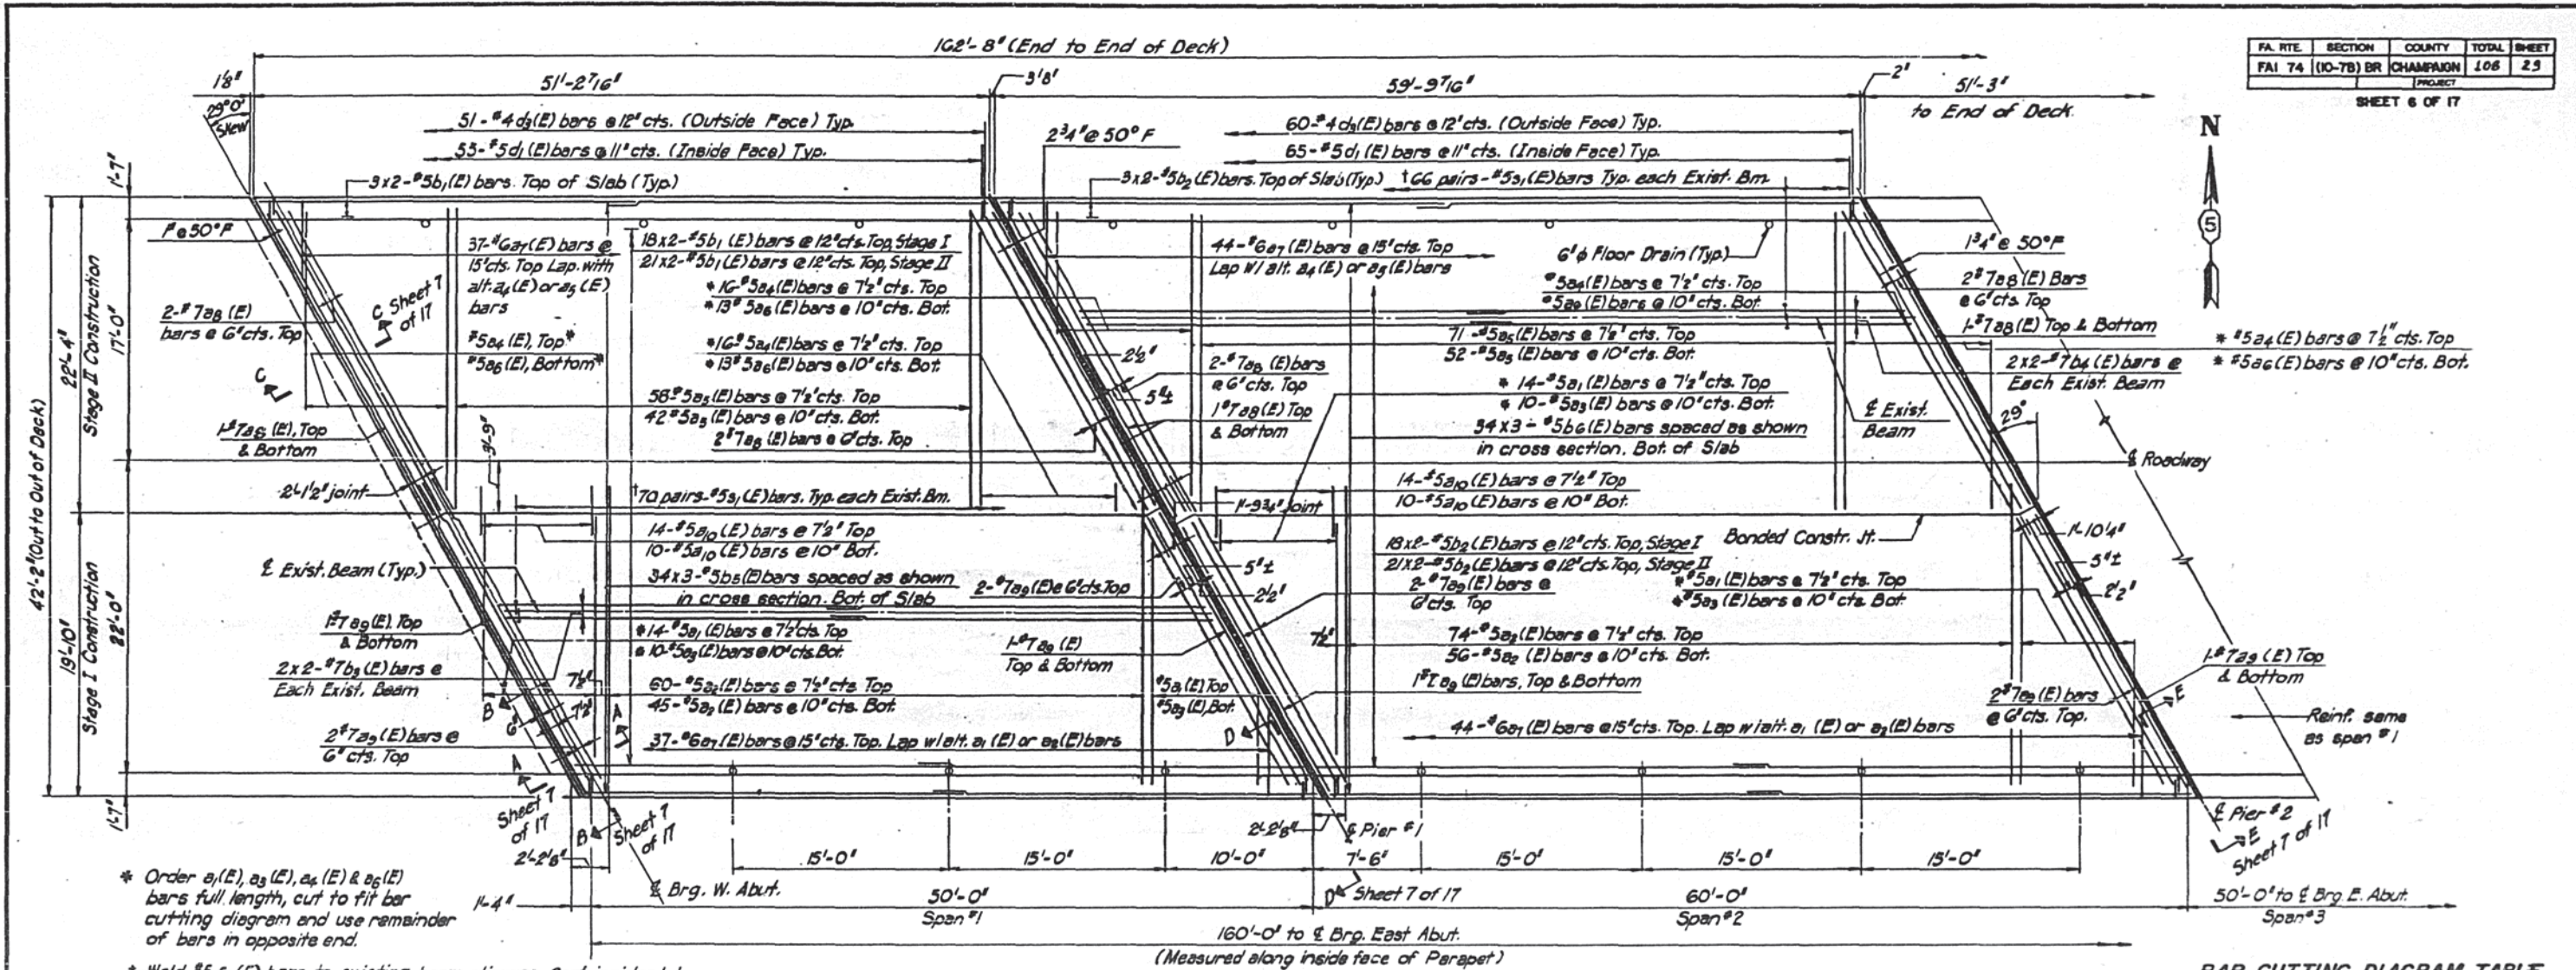 162'-8" (End to End of Deck)
FA. RTE. SECTION COUNTY TOTAL SHEET
FAI 74 (10-7B) BR CHAMPAIGN 106 23
PROJECT
SHEET 6 OF 17
51'-2 7/16"
59'-9 7/16"
2"
51'-3"
to End of Deck.
29°0'
Skew
51-#4 d3(E) bars @ 12" cts. (Outside Face) Typ.
55-#5d1(E) bars @ 11" cts. (Inside Face) Typ.
2 3/4" @ 50° F
60-#4 d3(E) bars @ 12" cts. (Outside Face) Typ.
65-#5d1(E) bars @ 11" cts. (Inside Face) Typ.
N
5
1'-7"
3x2-#5b1(E) bars. Top of Slab (Typ.)
3x2-#5b2(E) bars. Top of Slab (Typ.)
†66 pairs-#5s1(E) bars Typ. each Exist. Bm.
1" @ 50° F
37-#6a7(E) bars @
15" cts. Top Lap. with
alt. a4(E) or a5(E)
bars
18x2-#5b1(E) bars @ 12" cts. Top, Stage I
21x2-#5b1(E) bars @ 12" cts. Top, Stage II
* 16-#5a4(E) bars @ 7 1/2" cts. Top
* 13#5a6(E) bars @ 10" cts. Bot.
44-#6a7(E) bars @ 15" cts. Top
Lap w/ alt. a4(E) or a5(E) bars
6"ϕ Floor Drain (Typ.)
*5a4(E) bars @ 7 1/2" cts. Top
1 3/4" @ 50° F
2#7a8(E) Bars
@ 6" cts. Top
1-#7a8(E) Top & Bottom
C Sheet 7
of 17
2-#7a8(E)
bars @ 6" cts. Top
#5a4(E), Top*
#5a6(E), Bottom*
*16-#5a4(E) bars @ 7 1/2" cts. Top
*13#5a6(E) bars @ 10" cts. Bot.
2 1/2"
71-#5a5(E) bars @ 7 1/2" cts. Top
52-#5a5(E) bars @ 10" cts. Bot.
* #5a4(E) bars @ 7 1/2" cts. Top
* #5a6(E) bars @ 10" cts. Bot.
2x2-#7b4(E) bars @
Each Exist. Beam
C
58-#5a5(E) bars @ 7 1/2" cts. Top
42-#5a5(E) bars @ 10" cts. Bot.
2#7a8(E) bars @ 6" cts. Top
2-#7a8(E) bars
@ 6" cts. Top
5"±
1#7a8(E) Top
& Bottom
* 14-#5a1(E) bars @ 7 1/2" cts. Top
* 10-#5a3(E) bars @ 10" cts. Bot.
34x3-#5b6(E) bars spaced as shown
in cross section. Bot. of Slab
℄ Exist.
Beam
29°
1-#7a8(E), Top
& Bottom
3'-9"
22'-4"
Stage II Construction
17'-0"
42'-2" (Out to Out of Deck)
℄ Roadway
†70 pairs-#5s1(E) bars. Typ. each Exist. Bm.
14-#5a10(E) bars @ 7 1/2" Top
10-#5a10(E) bars @ 10" Bot.
14-#5a10(E) bars @ 7 1/2" Top
10-#5a10(E) bars @ 10" Bot.
Bonded Constr. Jt.
1'-10 1/4"
℄ Exist. Beam (Typ.)
34x3-#5b5(E) bars spaced as shown
in cross section. Bot. of Slab
2-#7a9(E) @ 6" cts. Top
5"±
2 1/2"
18x2-#5b2(E) bars @ 12" cts. Top, Stage I
21x2-#5b2(E) bars @ 12" cts. Top, Stage II
2-#7a9(E) bars @
6" cts. Top
*#5a1(E) bars @ 7 1/2" cts. Top
*#5a3(E) bars @ 10" cts. Bot.
5"±
2 1/2"
19'-10"
Stage I Construction
22'-0"
1#7a9(E), Top
& Bottom
*14-#5a1(E) bars @ 7 1/2" cts. Top
10-#5a3(E) bars @ 10" cts. Bot.
1-#7a9(E)
Top & Bottom
7 1/2"
74-#5a2(E) bars @ 7 1/2" cts. Top
56-#5a2(E) bars @ 10" cts. Bot.
2x2-#7b3(E) bars @
Each Exist. Beam
7 1/2"
60-#5a2(E) bars @ 7 1/2" cts. Top
45-#5a2(E) bars @ 10" cts. Bot.
#5a1(E) Top
#5a3(E), Bot.
1-#7a9(E) Top
& Bottom
2#7a9(E) bars
@ 6" cts. Top.
Reinf. same
as span #1
B
6"
7 1/2"
A
2#7a9(E) bars @
6" cts. Top
37-#6a7(E) bars @ 15" cts. Top. Lap w/alt. a1(E) or a2(E) bars
D
44-#6a7(E) bars @ 15" cts. Top. Lap w/alt. a1(E) or a2(E) bars
E
1'-7"
A
Sheet 7
of 17
B
Sheet 7
of 17
℄ Pier #1
℄ Pier #2
E
Sheet 7 of 17
15'-0" 15'-0" 10'-0" 7'-6" 15'-0" 15'-0" 15'-0"
℄ Brg. W. Abut.
D
Sheet 7 of 17
1'-4"
50'-0"
Span #1
60'-0"
Span #2
50'-0" to ℄ Brg. E. Abut.
Span #3
160'-0" to ℄ Brg. East Abut.
(Measured along inside face of Parapet)
* Order a1(E), a3(E), a4(E) & a6(E)
bars full length, cut to fit bar
cutting diagram and use remainder
of bars in opposite end.
BAR CUTTING DIAGRAM TABLE